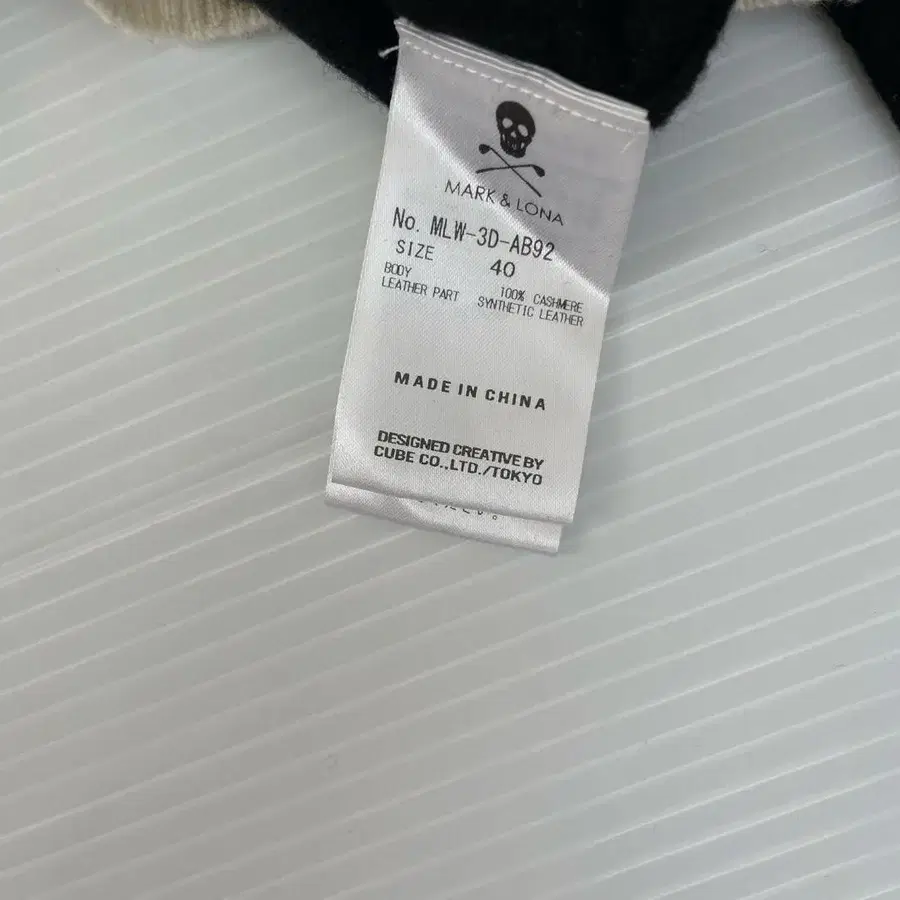 MARK & LONA
No. MLW-3D-AB92
SIZE 40
BODY 100% CASHMERE
LEATHER PART SYNTHETIC LEATHER
MADE IN CHINA
DESIGNED CREATIVE BY
CUBE CO.,LTD./TOKYO